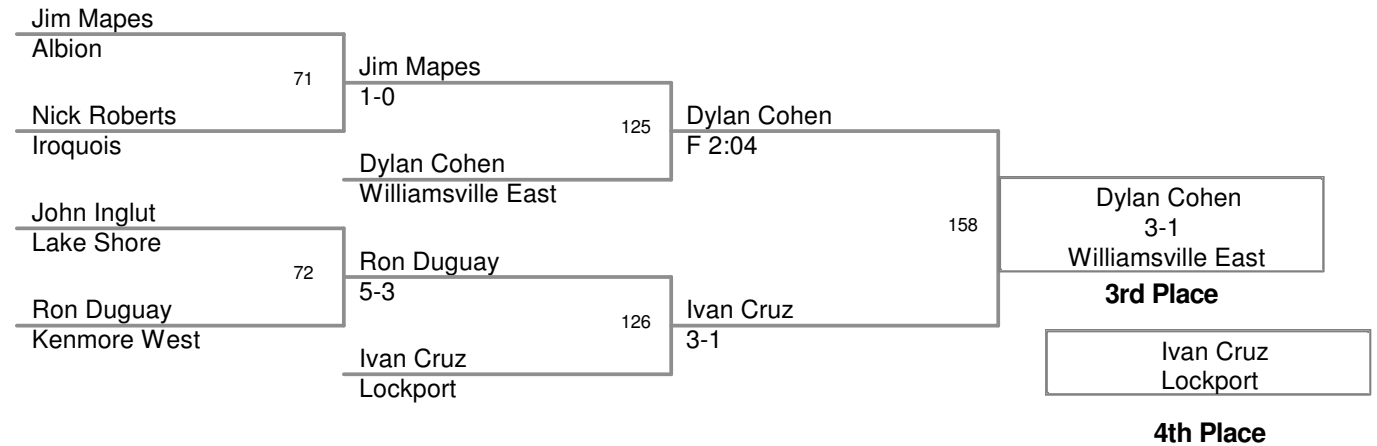 Jim Mapes
Albion
71
Nick Roberts
Iroquois
John Inglut
Lake Shore
72
Ron Duguay
Kenmore West
Jim Mapes
1-0
125
Dylan Cohen
Williamsville East
Ron Duguay
5-3
126
Ivan Cruz
Lockport
Dylan Cohen
F 2:04
158
Ivan Cruz
3-1
Dylan Cohen
3-1
Williamsville East
3rd Place
Ivan Cruz
Lockport
4th Place